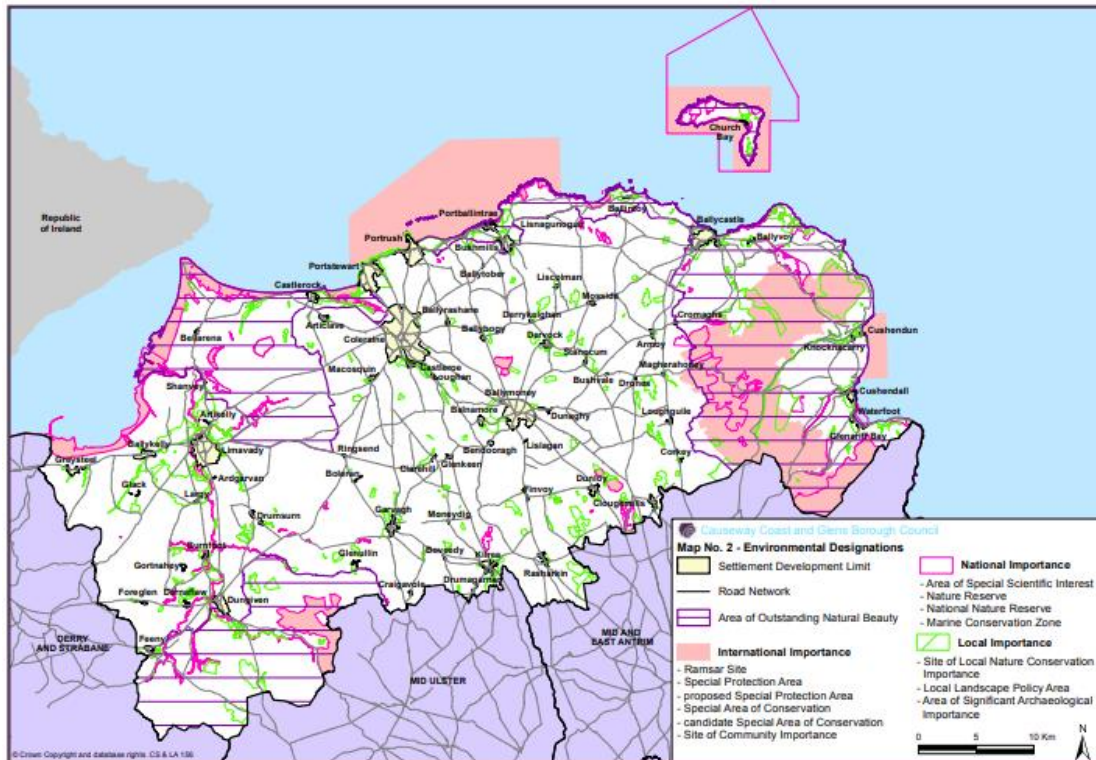 Church
Bay
Republic
of Ireland
Portballintrae
Ballintoy
Lisnagunogue
Ballycastle
Portrush
Bushmills
Ballyvoy
Portstewart
Ballytober
Castlerock
Liscolman
Mosside
Ballyrashane
Articlave
Derrykeighan
Cromaghs
Cushendun
Bellarena
Ballybogy
Dervock
Armoy
Knocknacarry
Coleraine
Stranocum
Castleroe
Macosquin
Loughan
Magherahoney
Shanvey
Bushvale
Drones
Cushendall
Ballymoney
Balnamore
Artikelly
Dunaghy
Loughguile
Waterfoot
Ballykelly
Limavady
Ringsend
Bendooragh
Lislagan
Glenariff Bay
Greysteel
Clarehill
Glenkeen
Corkey
Glack
Ardgarvan
Boleran
Dunloy
Largy
Finvoy
Cloughmills
Drumsurn
Garvagh
Moneydig
Burnfoot
Glenullin
Boveedy
Kilrea
Gortnahey
Rasharkin
Craigavole
Drumagarner
Foreglen
Dernaflaw
Dungiven
DERRY
AND STRABANE
Feeny
MID ULSTER
MID AND
EAST ANTRIM
Causeway Coast and Glens Borough Council
Map No. 2 - Environmental Designations
Settlement Development Limit
Road Network
Area of Outstanding Natural Beauty
International Importance
- Ramsar Site
- Special Protection Area
- proposed Special Protection Area
- Special Area of Conservation
- candidate Special Area of Conservation
- Site of Community Importance
National Importance
- Area of Special Scientific Interest
- Nature Reserve
- National Nature Reserve
- Marine Conservation Zone
Local Importance
- Site of Local Nature Conservation
Importance
- Local Landscape Policy Area
- Area of Significant Archaeological
Importance
0 5 10 Km
N
© Crown Copyright and database rights. CS & LA 156